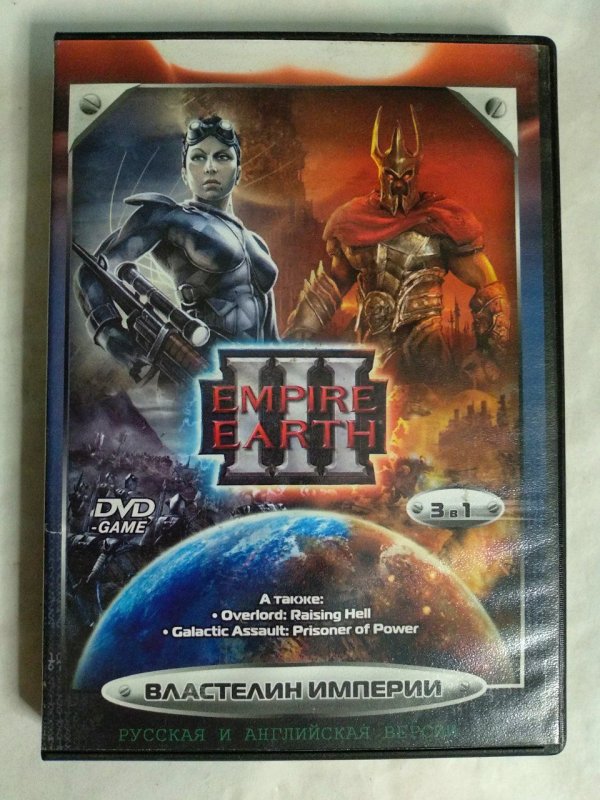 III
EMPIRE
EARTH
DVD
-GAME
3 в 1
А также:
• Overlord: Raising Hell
• Galactic Assault: Prisoner of Power
ВЛАСТЕЛИН ИМПЕРИИ
РУССКАЯ И АНГЛИЙСКАЯ ВЕРСИИ